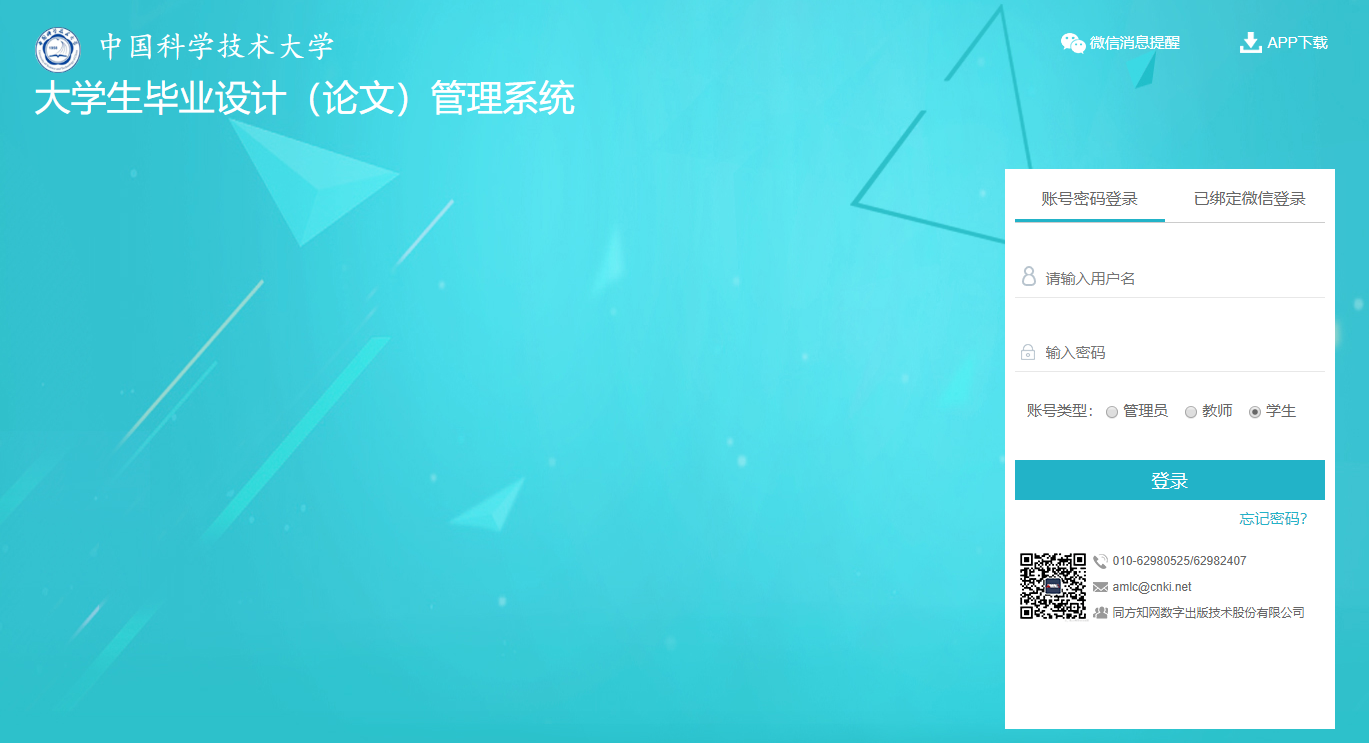 中国科学技术大学
大学生毕业设计（论文）管理系统
微信消息提醒
APP下载
账号密码登录
已绑定微信登录
请输入用户名
输入密码
账号类型： 管理员 教师 学生
登录
忘记密码?
010-62980525/62982407
amlc@cnki.net
同方知网数字出版技术股份有限公司